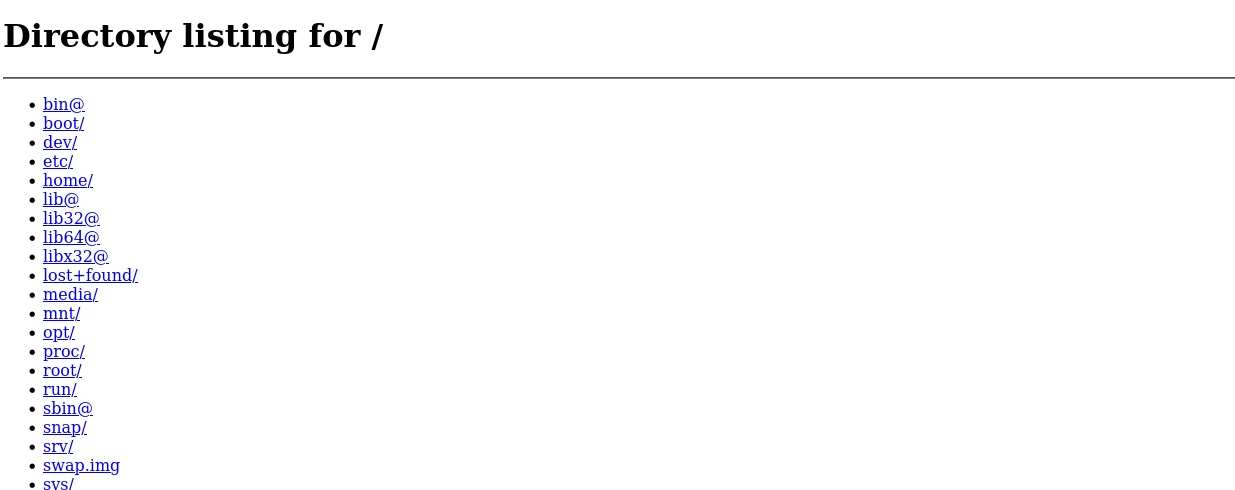 Directory listing for /
bin@
boot/
dev/
etc/
home/
lib@
lib32@
lib64@
libx32@
lost+found/
media/
mnt/
opt/
proc/
root/
run/
sbin@
snap/
srv/
swap.img
sys/